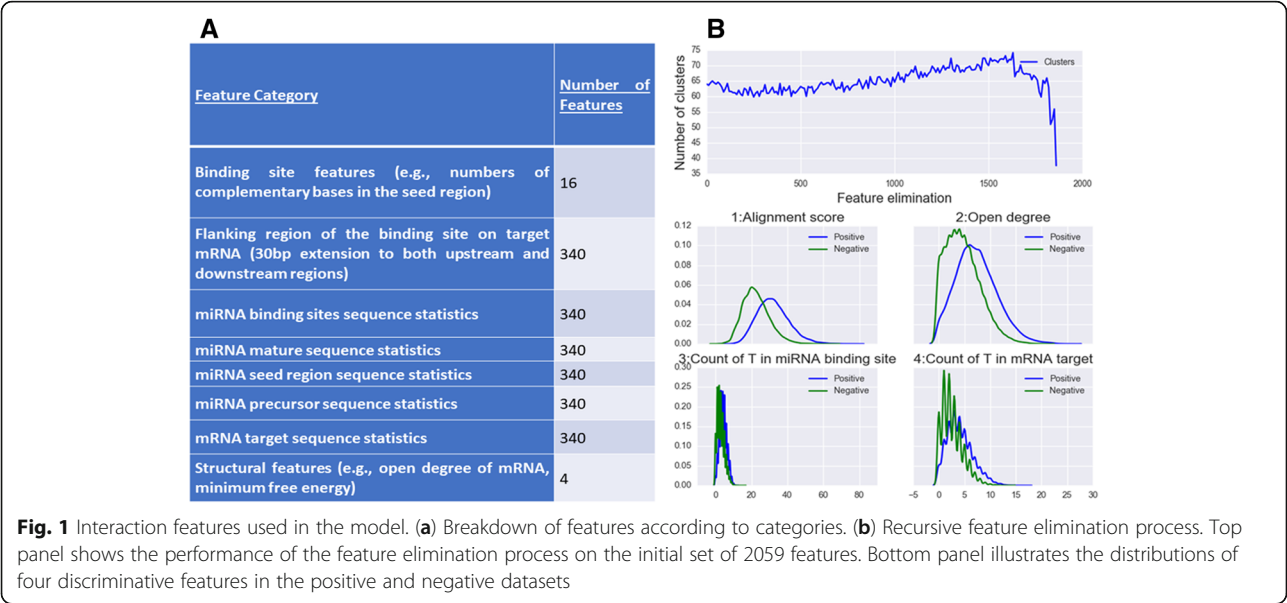 A
Feature Category
Number of
Features
Binding site features (e.g., numbers of
complementary bases in the seed region)
16
Flanking region of the binding site on target
mRNA (30bp extension to both upstream and
downstream regions)
340
miRNA binding sites sequence statistics
340
miRNA mature sequence statistics
340
miRNA seed region sequence statistics
340
miRNA precursor sequence statistics
340
mRNA target sequence statistics
340
Structural features (e.g., open degree of mRNA,
minimum free energy)
4
B
Number of clusters
75
70
65
60
55
50
45
40
35
Clusters
0 500 1000 1500 2000
Feature elimination
1:Alignment score
0.12
0.10
0.08
0.06
0.04
0.02
0.00
Positive
Negative
2:Open degree
Positive
Negative
3:Count of T in miRNA binding site
0.30
0.25
0.20
0.15
0.10
0.05
0.00
Positive
Negative
0 20 40 60 80
4:Count of T in mRNA target
Positive
Negative
−5 0 5 10 15 20 25 30
Fig. 1 Interaction features used in the model. (a) Breakdown of features according to categories. (b) Recursive feature elimination process. Top
panel shows the performance of the feature elimination process on the initial set of 2059 features. Bottom panel illustrates the distributions of
four discriminative features in the positive and negative datasets